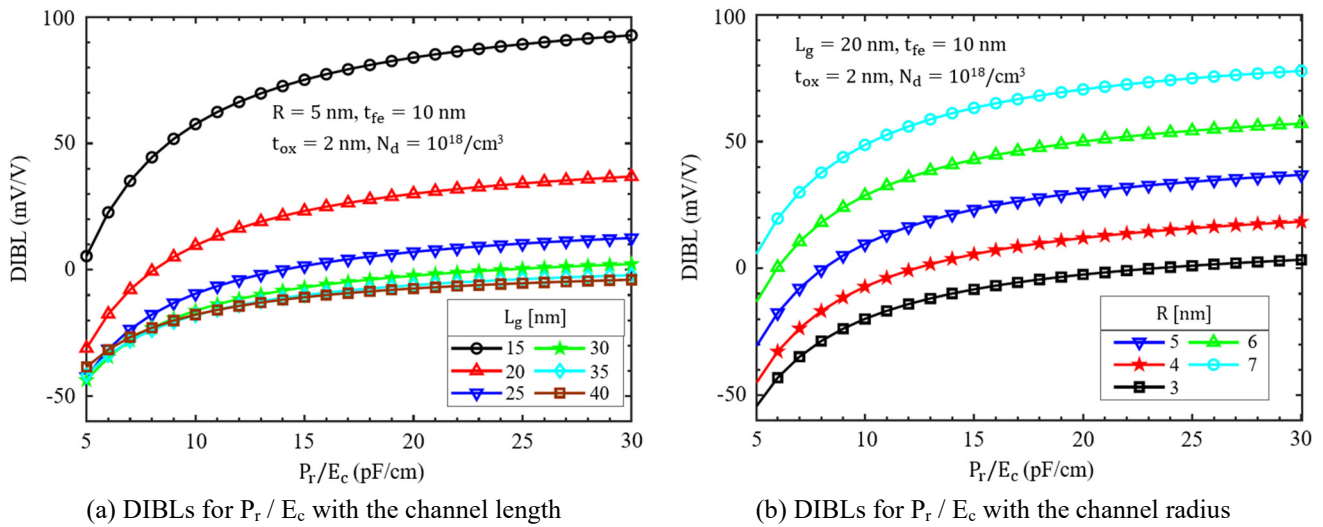 100
50
0
-50
DIBL (mV/V)
R = 5 nm, t_fe = 10 nm
t_ox = 2 nm, N_d = 10^18/cm^3
L_g [nm]
15 30
20 35
25 40
5 10 15 20 25 30
P_r/E_c (pF/cm)
(a) DIBLs for P_r / E_c with the channel length
100
50
0
-50
DIBL (mV/V)
L_g = 20 nm, t_fe = 10 nm
t_ox = 2 nm, N_d = 10^18/cm^3
R [nm]
5 6
4 7
3
5 10 15 20 25 30
P_r/E_c (pF/cm)
(b) DIBLs for P_r / E_c with the channel radius